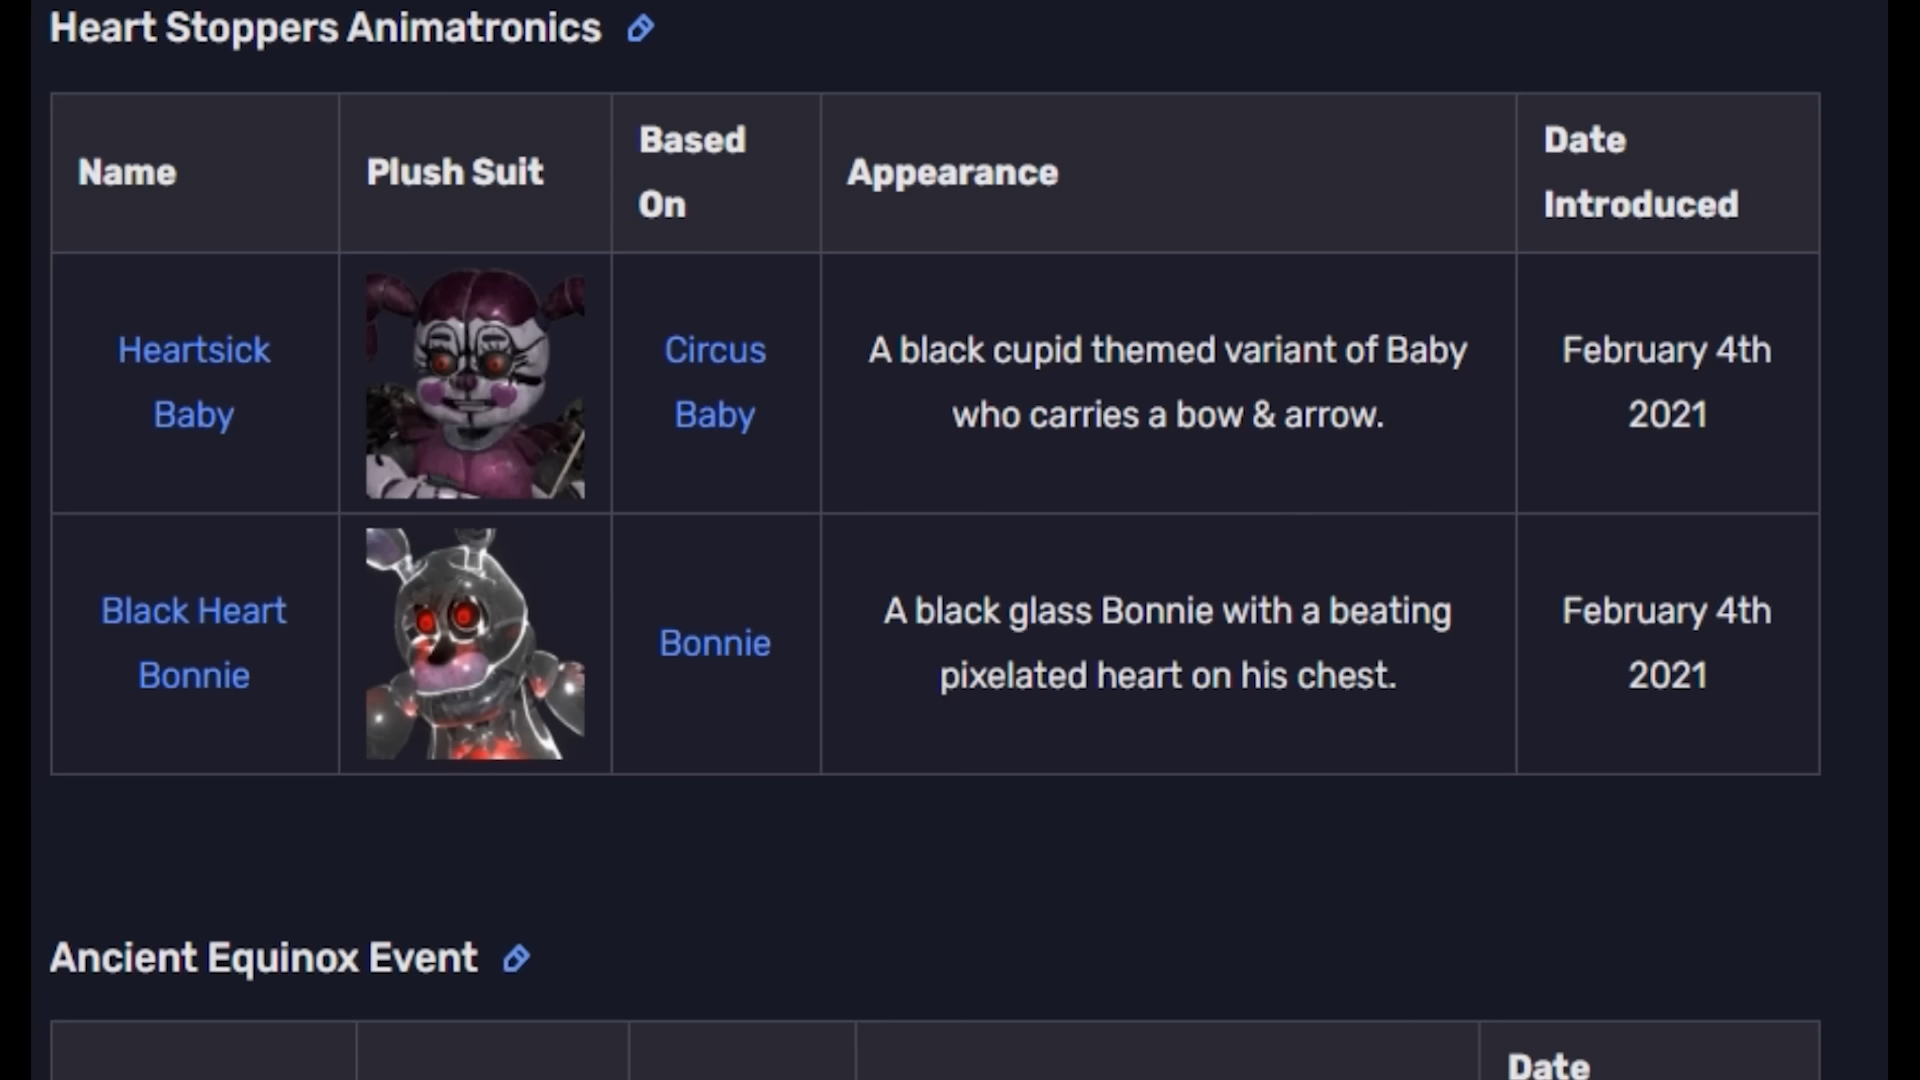 Heart Stoppers Animatronics
Name
Plush Suit
Based
On
Appearance
Date
Introduced
Heartsick
Baby
Circus
Baby
A black cupid themed variant of Baby
who carries a bow & arrow.
February 4th
2021
Black Heart
Bonnie
Bonnie
A black glass Bonnie with a beating
pixelated heart on his chest.
February 4th
2021
Ancient Equinox Event
Date